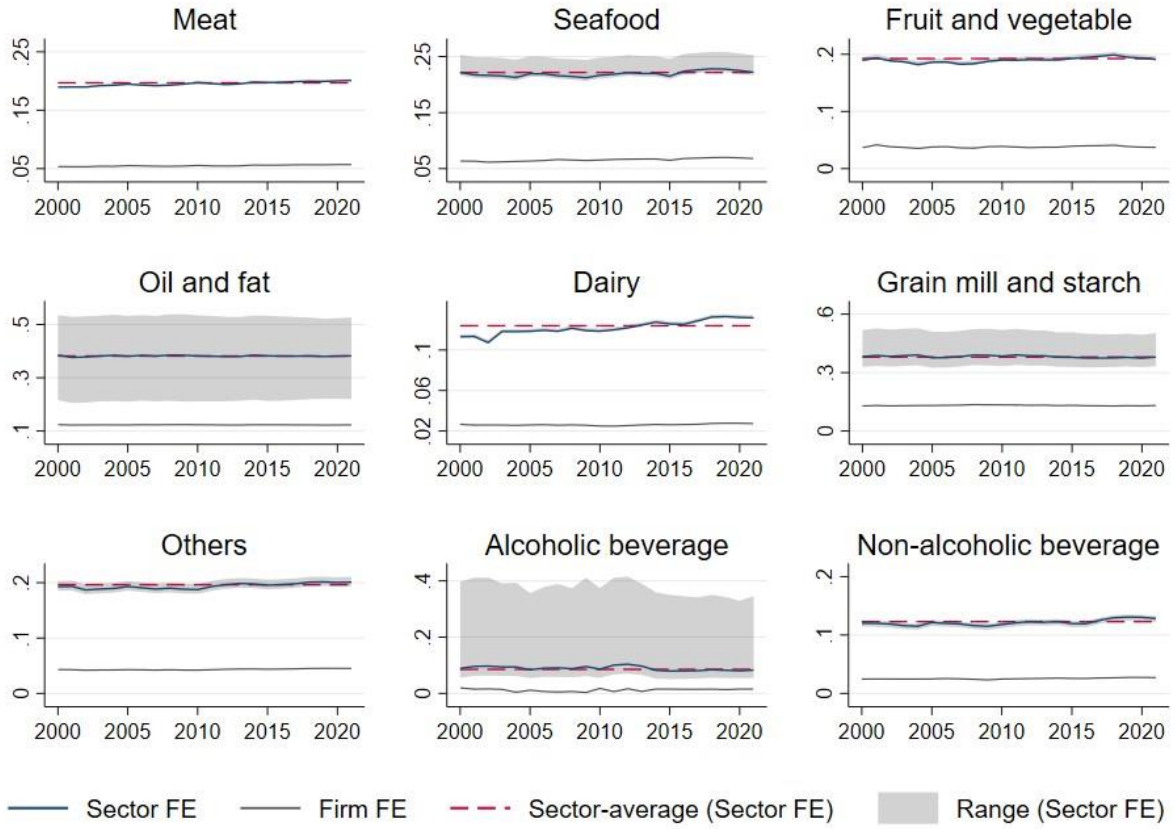 Meat
.25
.15
.05
2000 2005 2010 2015 2020
Seafood
.25
.15
.05
2000 2005 2010 2015 2020
Fruit and vegetable
.2
.1
0
2000 2005 2010 2015 2020
Oil and fat
.5
.3
.1
2000 2005 2010 2015 2020
Dairy
.1
.06
.02
2000 2005 2010 2015 2020
Grain mill and starch
.6
.3
0
2000 2005 2010 2015 2020
Others
.2
.1
0
2000 2005 2010 2015 2020
Alcoholic beverage
.4
.2
0
2000 2005 2010 2015 2020
Non-alcoholic beverage
.2
.1
0
2000 2005 2010 2015 2020
Sector FE Firm FE Sector-average (Sector FE) Range (Sector FE)